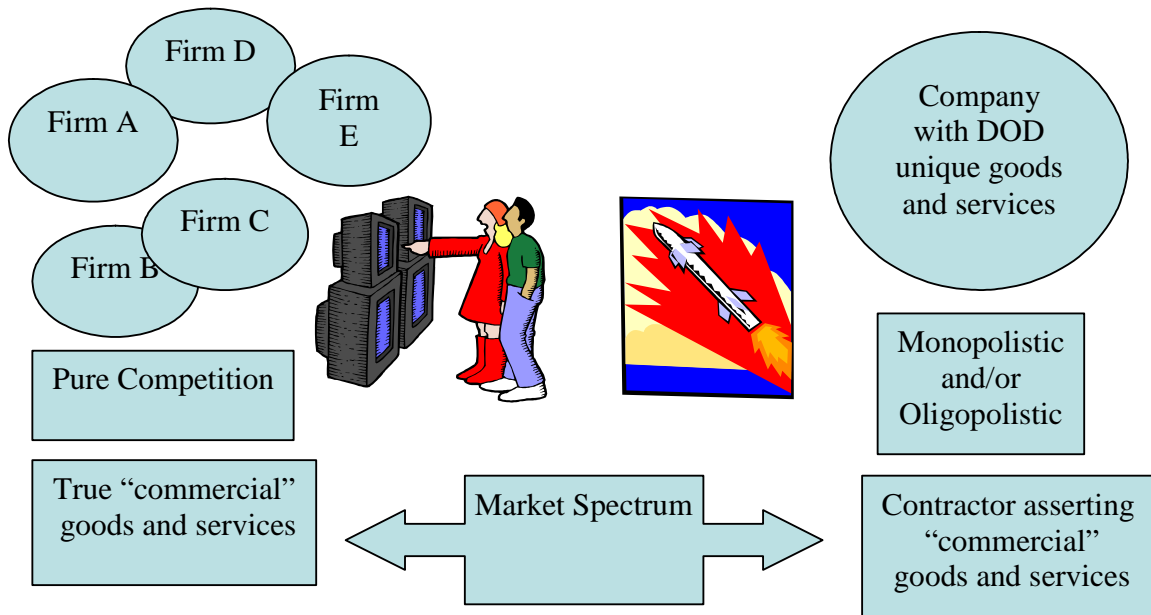 Firm D
Firm A
Firm
E
Firm C
Firm B
Company
with DOD
unique goods
and services
Pure Competition
Monopolistic
and/or
Oligopolistic
True “commercial”
goods and services
Market Spectrum
Contractor asserting
“commercial”
goods and services